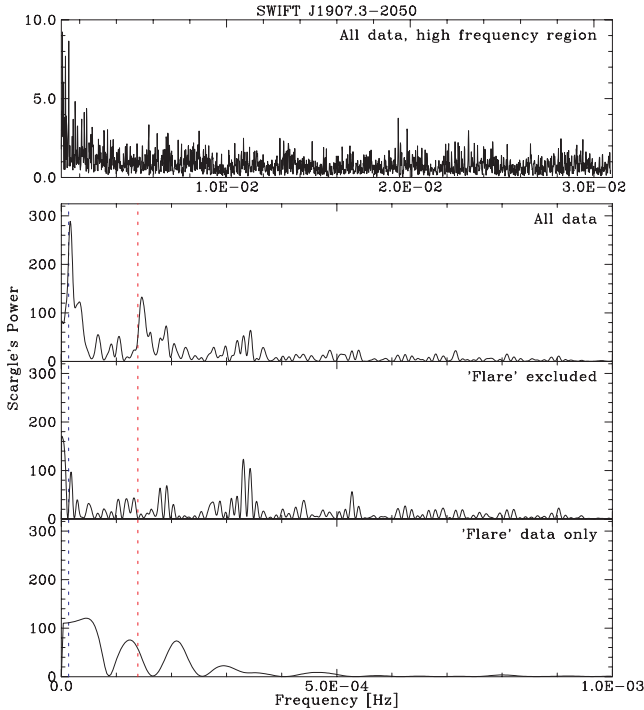 SWIFT J1907.3−2050
10.0
All data, high frequency region
5.0
0.0
1.0E−02 2.0E−02 3.0E−02
300
All data
200
100
0
300
'Flare' excluded
200
100
0
300
'Flare' data only
200
100
0
Scargle's Power
0.0 5.0E−04 1.0E−03
Frequency [Hz]